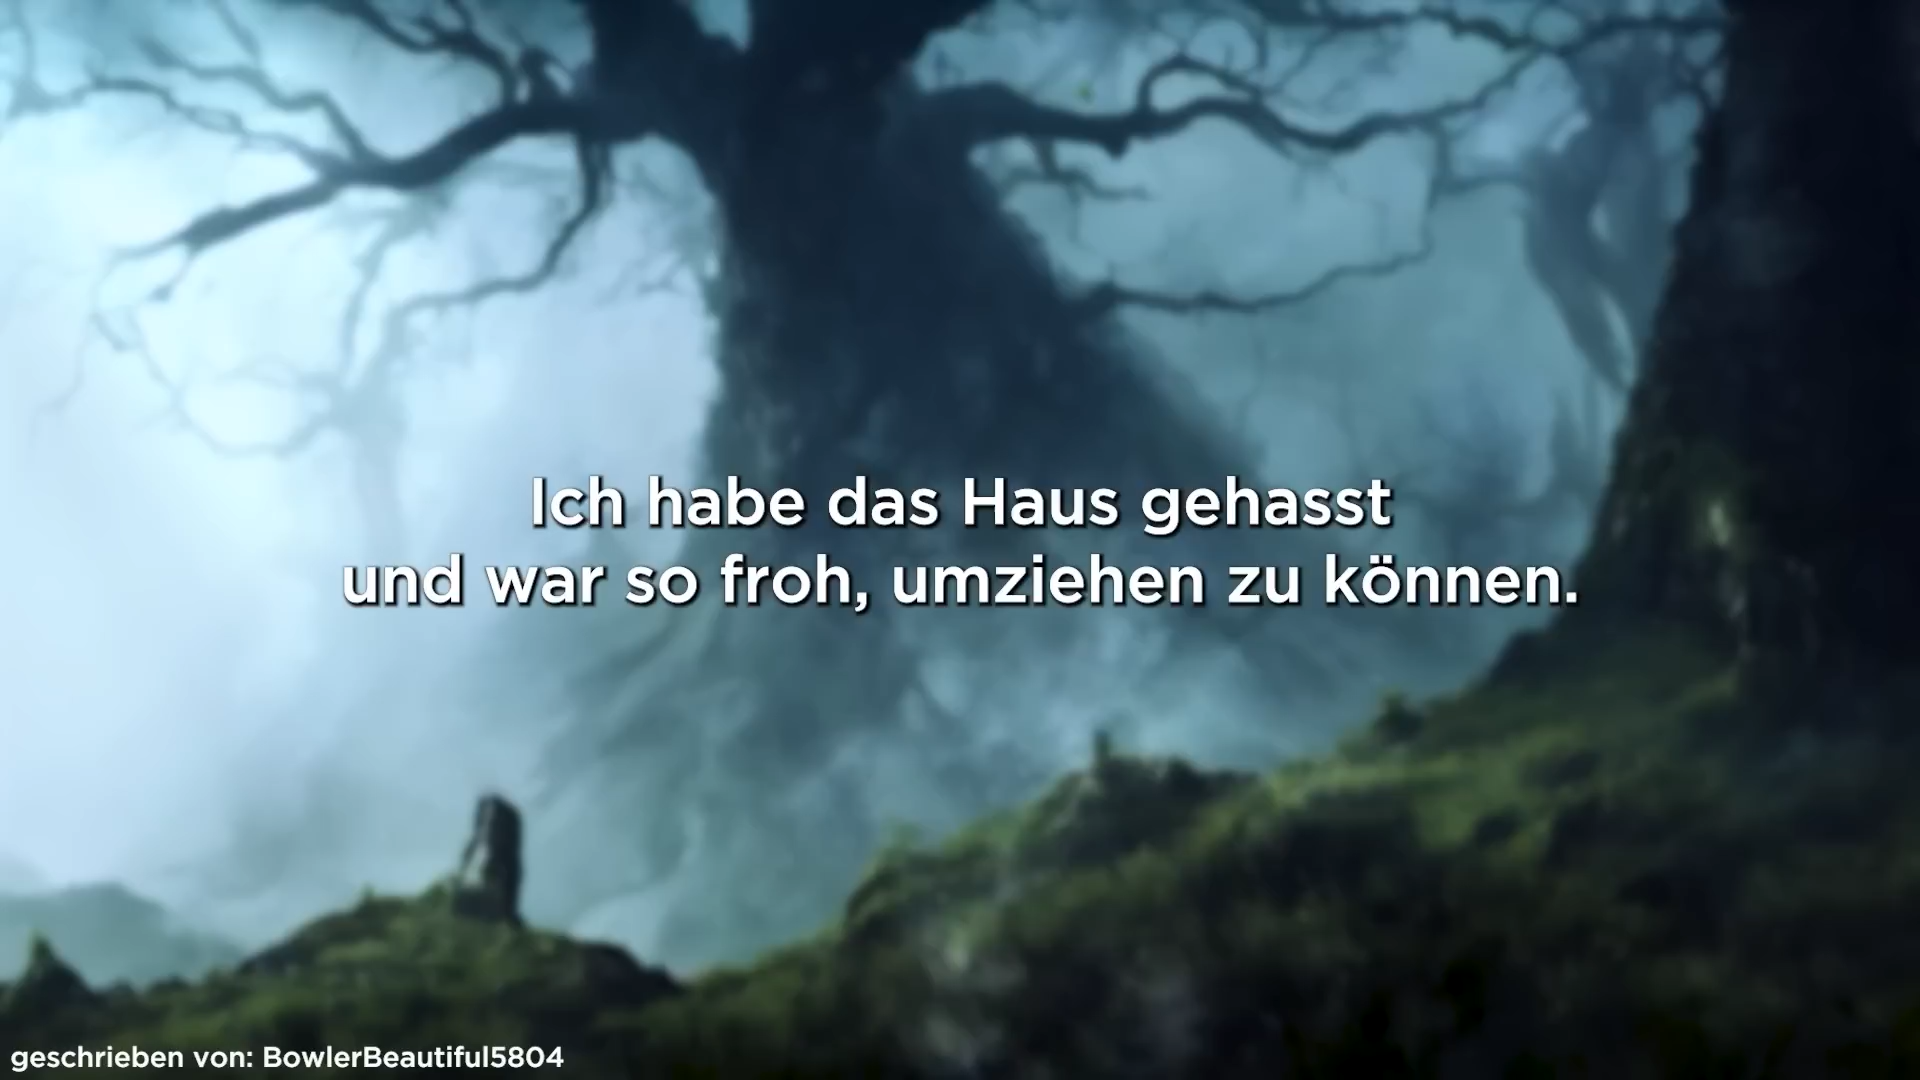 Ich habe das Haus gehasst
und war so froh, umziehen zu können.
geschrieben von: BowlerBeautiful5804